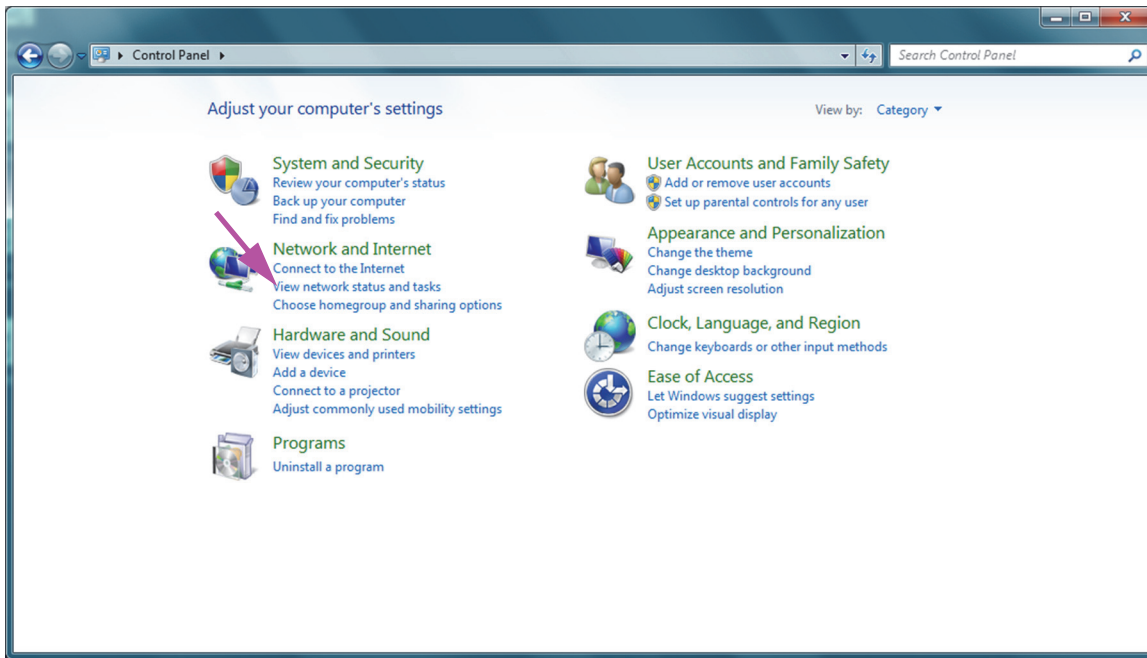 Control Panel
Search Control Panel
Adjust your computer's settings
View by: Category
System and Security
Review your computer's status
Back up your computer
Find and fix problems
Network and Internet
Connect to the Internet
View network status and tasks
Choose homegroup and sharing options
Hardware and Sound
View devices and printers
Add a device
Connect to a projector
Adjust commonly used mobility settings
Programs
Uninstall a program
User Accounts and Family Safety
Add or remove user accounts
Set up parental controls for any user
Appearance and Personalization
Change the theme
Change desktop background
Adjust screen resolution
Clock, Language, and Region
Change keyboards or other input methods
Ease of Access
Let Windows suggest settings
Optimize visual display